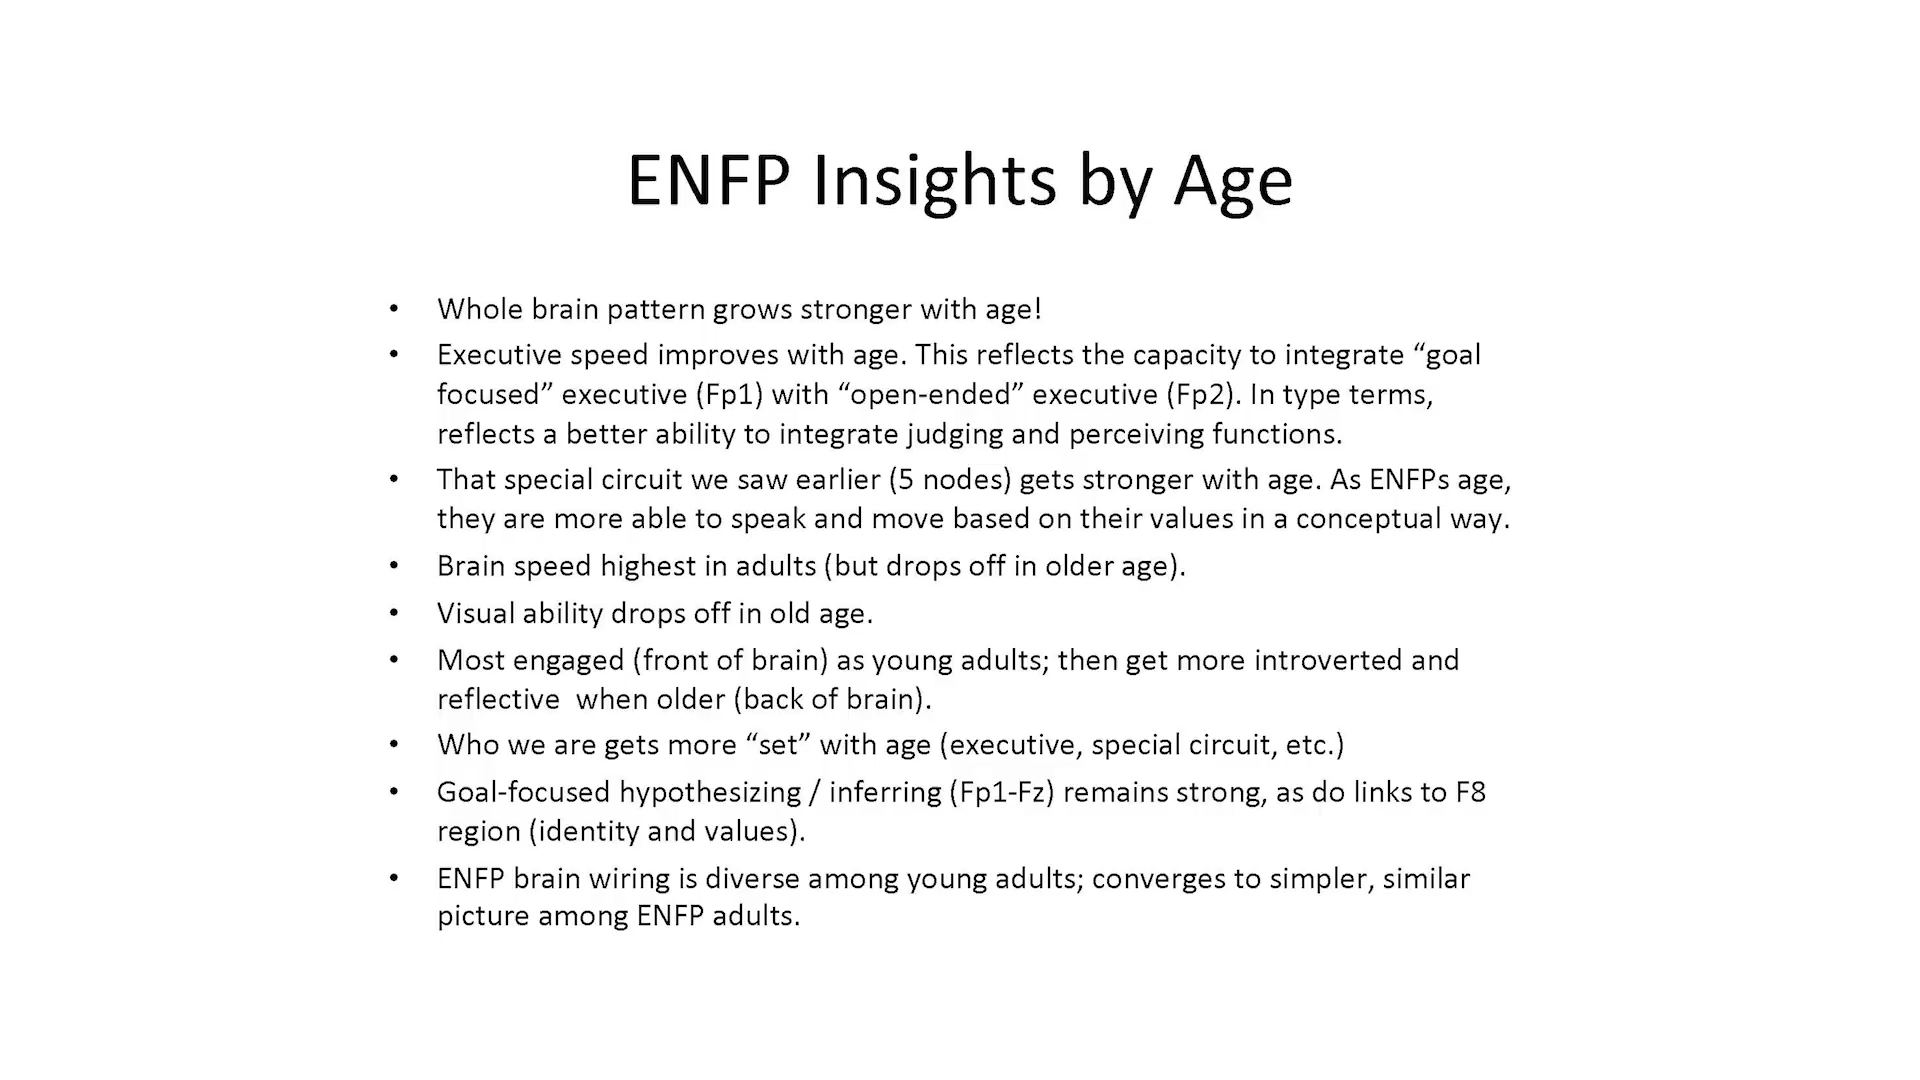 ENFP Insights by Age
• Whole brain pattern grows stronger with age!
• Executive speed improves with age. This reflects the capacity to integrate “goal
focused” executive (Fp1) with “open-ended” executive (Fp2). In type terms,
reflects a better ability to integrate judging and perceiving functions.
• That special circuit we saw earlier (5 nodes) gets stronger with age. As ENFPs age,
they are more able to speak and move based on their values in a conceptual way.
• Brain speed highest in adults (but drops off in older age).
• Visual ability drops off in old age.
• Most engaged (front of brain) as young adults; then get more introverted and
reflective  when older (back of brain).
• Who we are gets more “set” with age (executive, special circuit, etc.)
• Goal-focused hypothesizing / inferring (Fp1-Fz) remains strong, as do links to F8
region (identity and values).
• ENFP brain wiring is diverse among young adults; converges to simpler, similar
picture among ENFP adults.